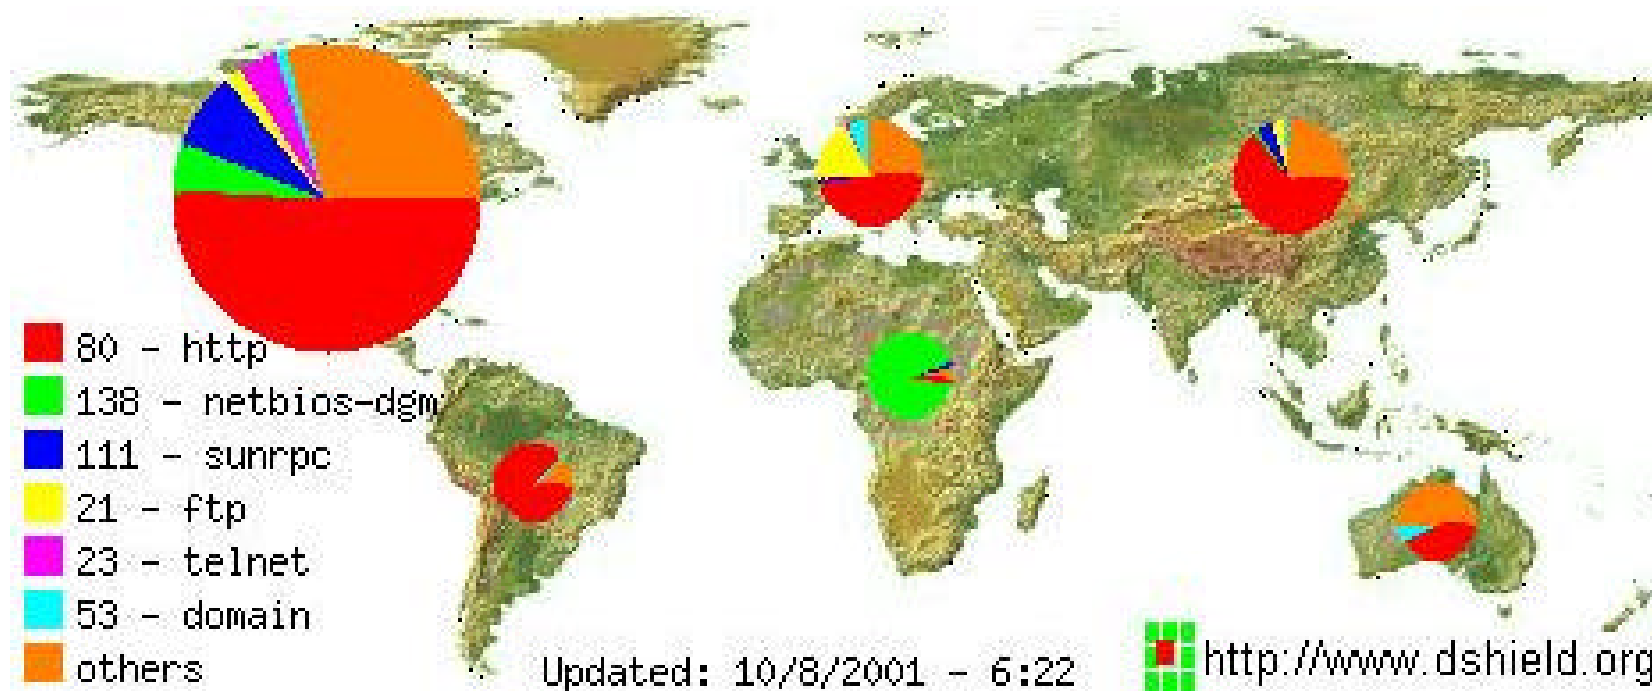 80 - http
138 - netbios-dgm
111 - sunrpc
21 - ftp
23 - telnet
53 - domain
others
Updated: 10/8/2001 - 6:22
http://www.dshield.org